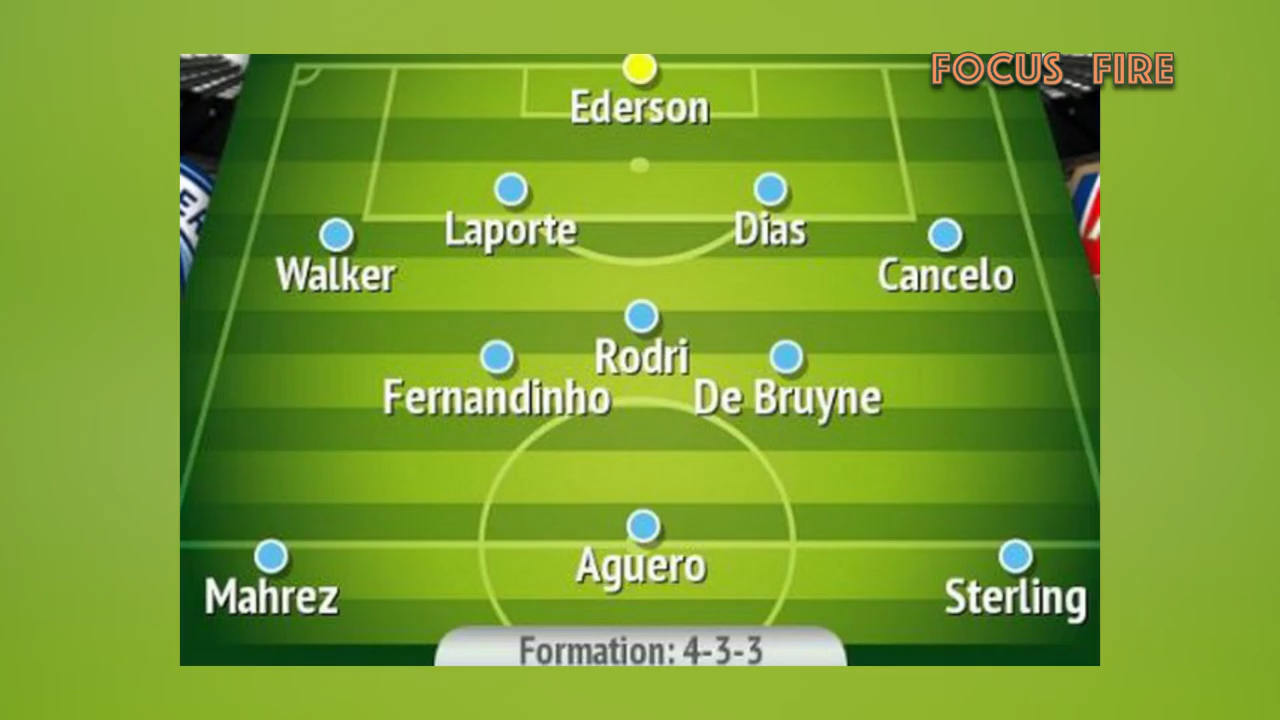 FOCUS FIRE
Ederson
Laporte
Dias
Walker
Cancelo
Rodri
Fernandinho
De Bruyne
Aguero
Mahrez
Sterling
Formation: 4-3-3